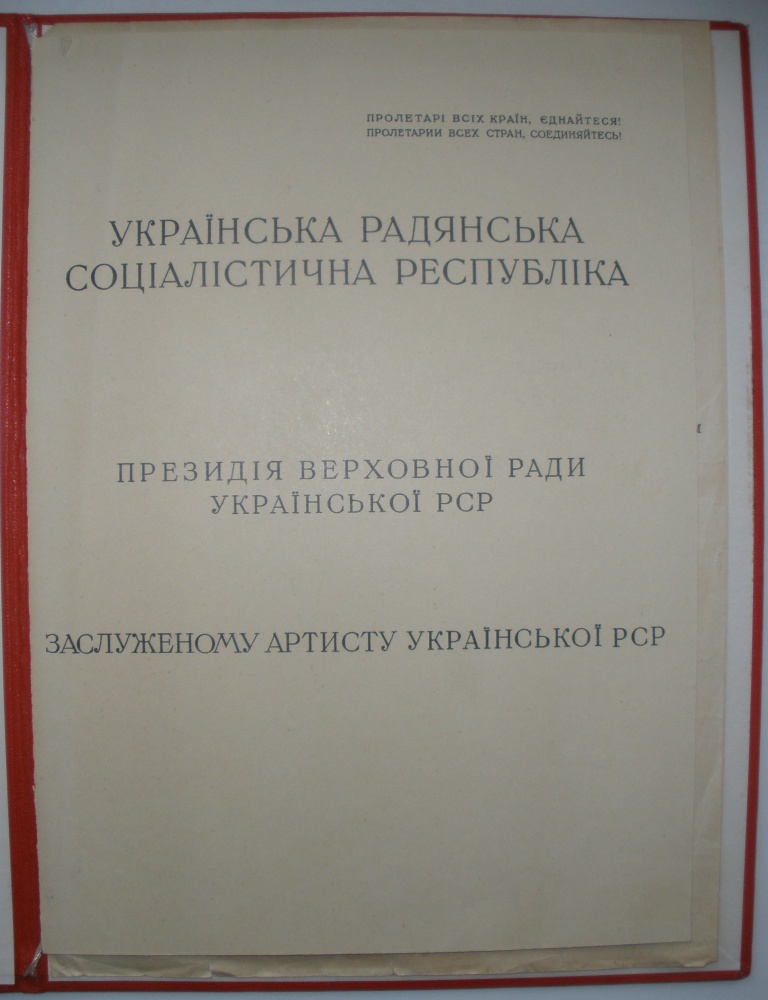 ПРОЛЕТАРІ ВСІХ КРАЇН, ЄДНАЙТЕСЯ!
ПРОЛЕТАРИИ ВСЕХ СТРАН, СОЕДИНЯЙТЕСЬ!
УКРАЇНСЬКА РАДЯНСЬКА
СОЦІАЛІСТИЧНА РЕСПУБЛІКА
ПРЕЗИДІЯ ВЕРХОВНОЇ РАДИ
УКРАЇНСЬКОЇ РСР
ЗАСЛУЖЕНОМУ АРТИСТУ УКРАЇНСЬКОЇ РСР